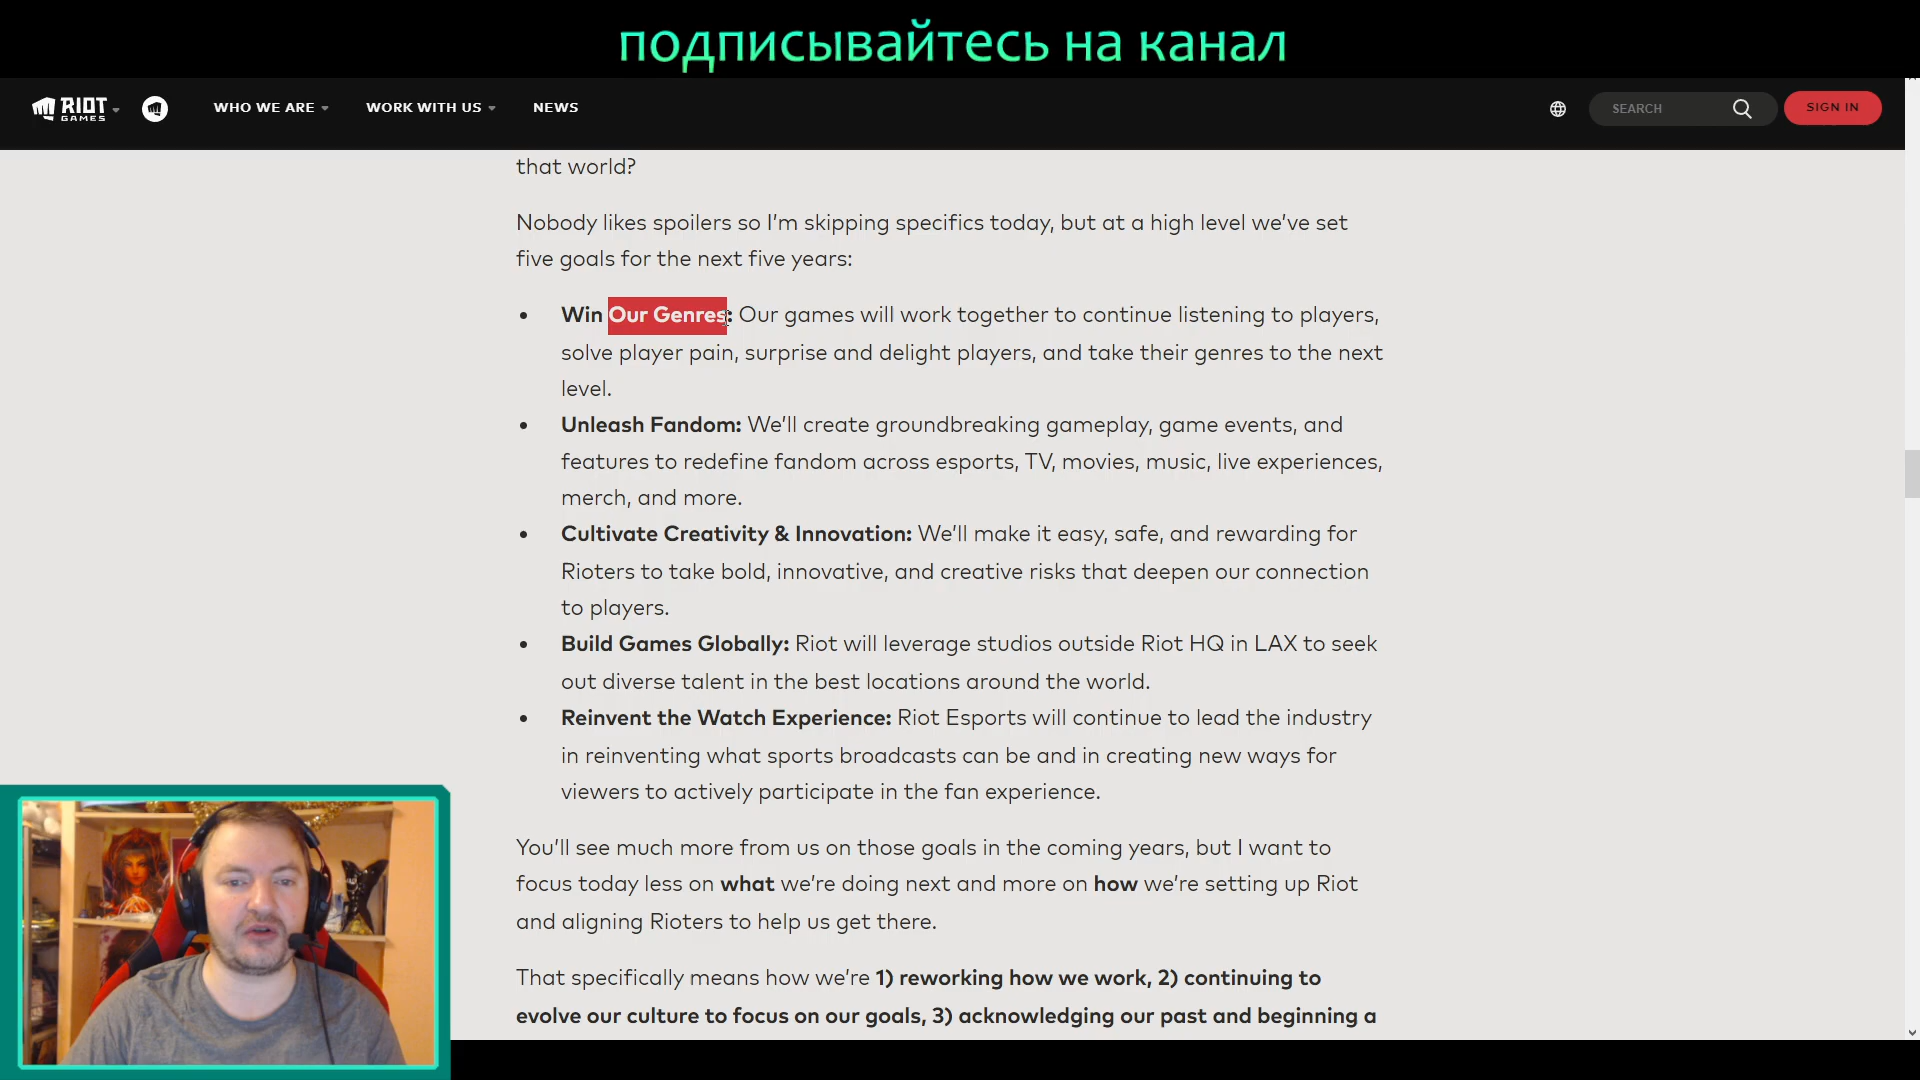 подписывайтесь на канал
RIOT GAMES
WHO WE ARE
WORK WITH US
NEWS
SEARCH
SIGN IN
that world?
Nobody likes spoilers so I’m skipping specifics today, but at a high level we’ve set
five goals for the next five years:
• Win Our Genres: Our games will work together to continue listening to players,
solve player pain, surprise and delight players, and take their genres to the next
level.
• Unleash Fandom: We’ll create groundbreaking gameplay, game events, and
features to redefine fandom across esports, TV, movies, music, live experiences,
merch, and more.
• Cultivate Creativity & Innovation: We’ll make it easy, safe, and rewarding for
Rioters to take bold, innovative, and creative risks that deepen our connection
to players.
• Build Games Globally: Riot will leverage studios outside Riot HQ in LAX to seek
out diverse talent in the best locations around the world.
• Reinvent the Watch Experience: Riot Esports will continue to lead the industry
in reinventing what sports broadcasts can be and in creating new ways for
viewers to actively participate in the fan experience.
You’ll see much more from us on those goals in the coming years, but I want to
focus today less on what we’re doing next and more on how we’re setting up Riot
and aligning Rioters to help us get there.
That specifically means how we’re 1) reworking how we work, 2) continuing to
evolve our culture to focus on our goals, 3) acknowledging our past and beginning a